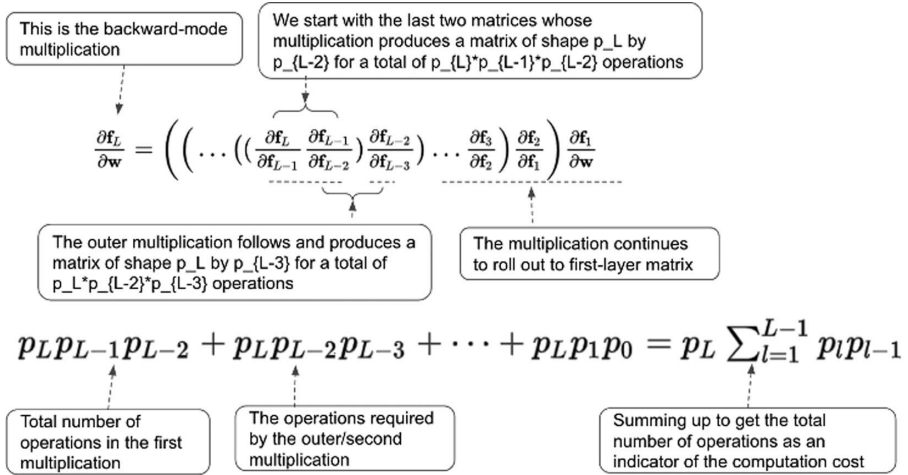 This is the backward-mode
multiplication
We start with the last two matrices whose
multiplication produces a matrix of shape p_L by
p_{L-2} for a total of p_{L}*p_{L-1}*p_{L-2} operations
∂f_L/∂w = ((...((∂f_L/∂f_{L−1} ∂f_{L−1}/∂f_{L−2}) ∂f_{L−2}/∂f_{L−3}) ... ∂f_3/∂f_2) ∂f_2/∂f_1) ∂f_1/∂w
The outer multiplication follows and produces a
matrix of shape p_L by p_{L-3} for a total of
p_L*p_{L-2}*p_{L-3} operations
The multiplication continues
to roll out to first-layer matrix
p_L p_{L−1} p_{L−2} + p_L p_{L−2} p_{L−3} + ⋯ + p_L p_1 p_0 = p_L ∑_{l=1}^{L−1} p_l p_{l−1}
Total number of
operations in the first
multiplication
The operations required
by the outer/second
multiplication
Summing up to get the total
number of operations as an
indicator of the computation cost